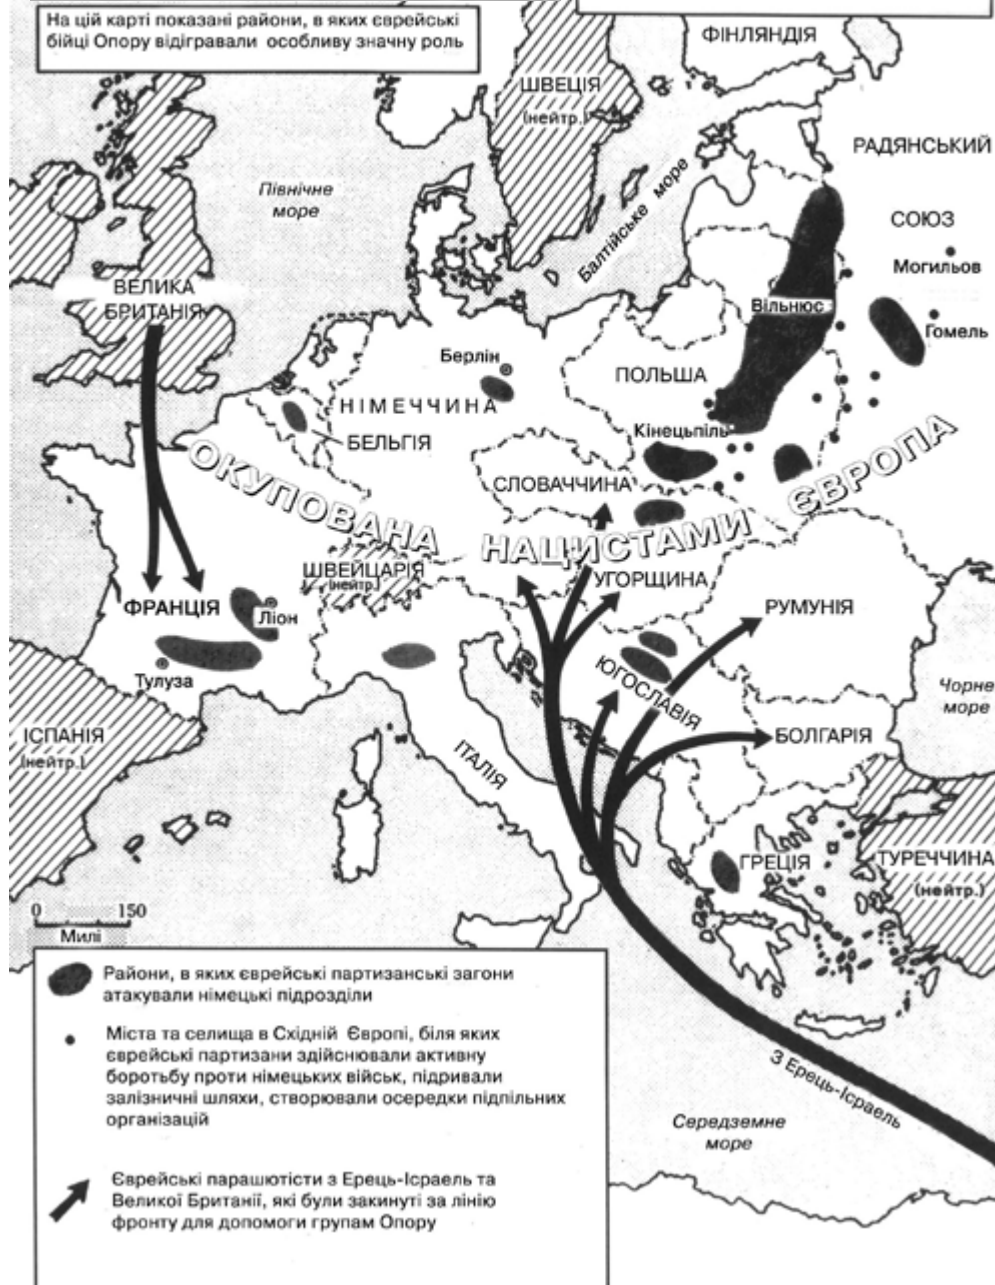 На цій карті показані райони, в яких єврейські
бійці Опору відігравали особливу значну роль
ФІНЛЯНДІЯ
ШВЕЦІЯ
(нейтр.)
РАДЯНСЬКИЙ
СОЮЗ
Північне
море
Балтійське море
Могильов
ВЕЛИКА
БРИТАНІЯ
Вільнюс
Гомель
Берлін
ПОЛЬША
НІМЕЧЧИНА
БЕЛЬГІЯ
Кінецьпіль
ОКУПОВАНА НАЦИСТАМИ ЄВРОПА
СЛОВАЧЧИНА
ШВЕЙЦАРІЯ
(нейтр.)
УГОРЩИНА
ФРАНЦІЯ
Ліон
РУМУНІЯ
Тулуза
ЮГОСЛАВІЯ
Чорне
море
ІСПАНІЯ
(нейтр.)
ІТАЛІЯ
БОЛГАРІЯ
ГРЕЦІЯ
ТУРЕЧЧИНА
(нейтр.)
0 150
Милі
З Ерець-Ісраель
Середземне
море
Райони, в яких єврейські партизанські загони
атакували німецькі підрозділи
Міста та селища в Східній Європі, біля яких
єврейські партизани здійснювали активну
боротьбу проти німецьких військ, підривали
залізничні шляхи, створювали осередки підпільних
організацій
Єврейські парашютісти з Ерець-Ісраель та
Великої Британії, які були закинуті за лінію
фронту для допомоги групам Опору